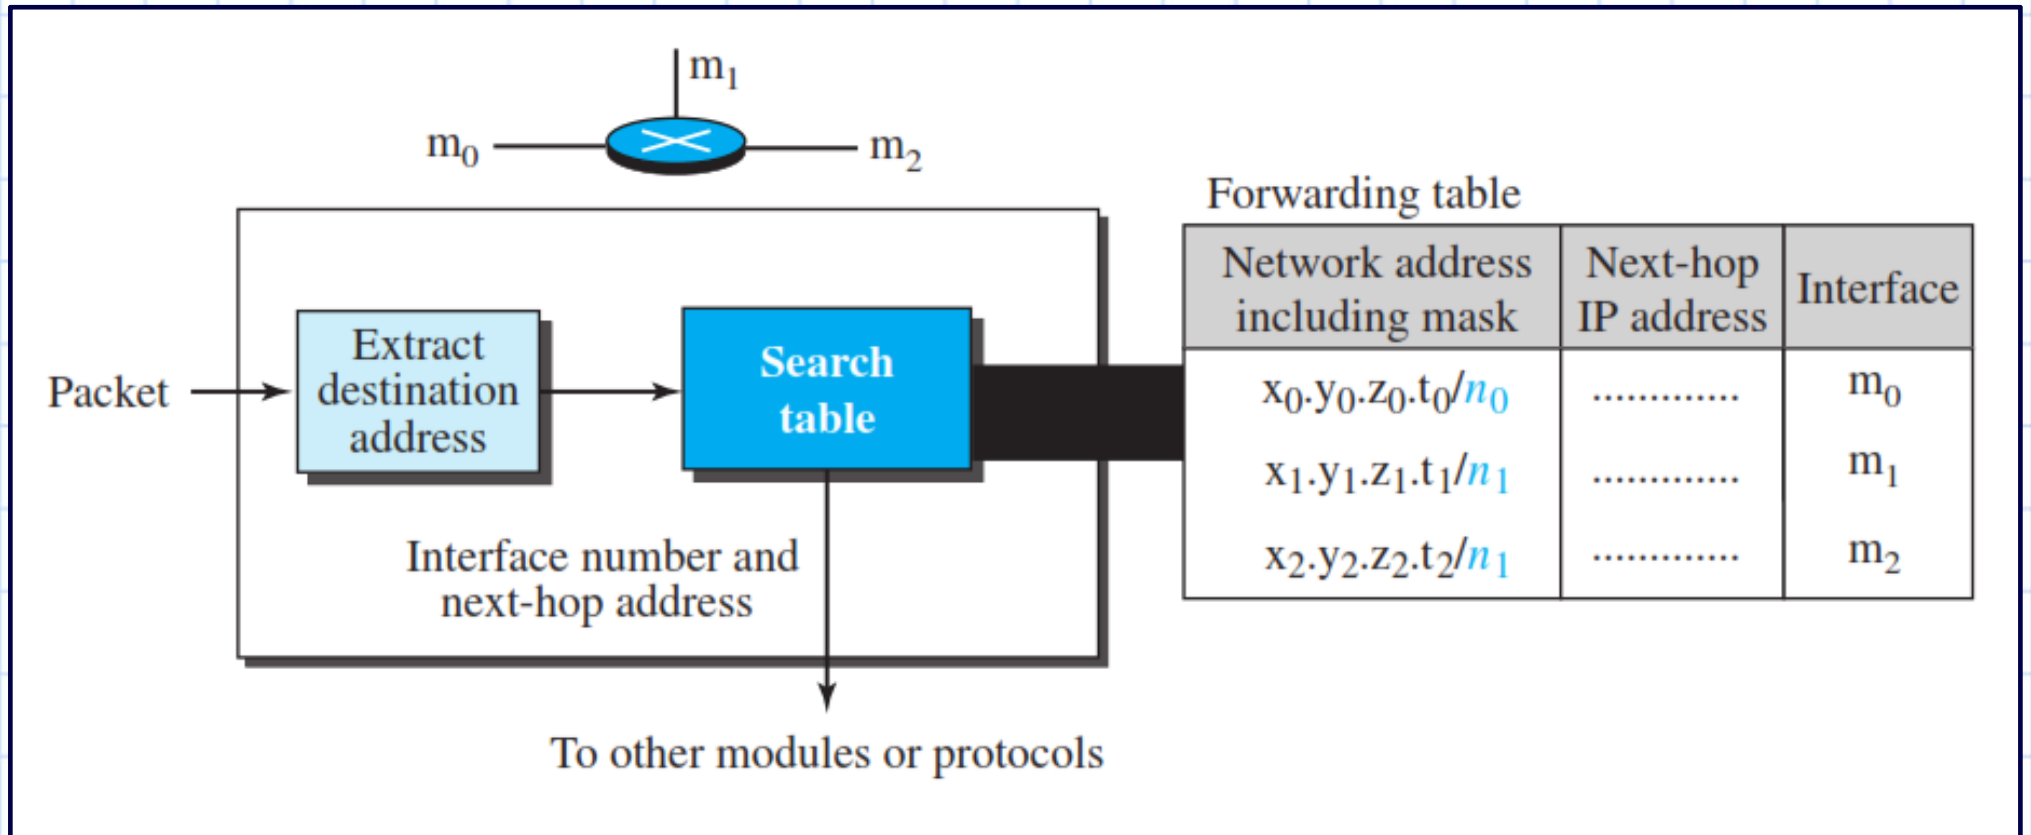 m₁
m₀
m₂
Forwarding table
Network address
including mask
Next-hop
IP address
Interface
Packet
Extract
destination
address
Search
table
x₀.y₀.z₀.t₀/n₀ ............. m₀
x₁.y₁.z₁.t₁/n₁ ............. m₁
x₂.y₂.z₂.t₂/n₁ ............. m₂
Interface number and
next-hop address
To other modules or protocols